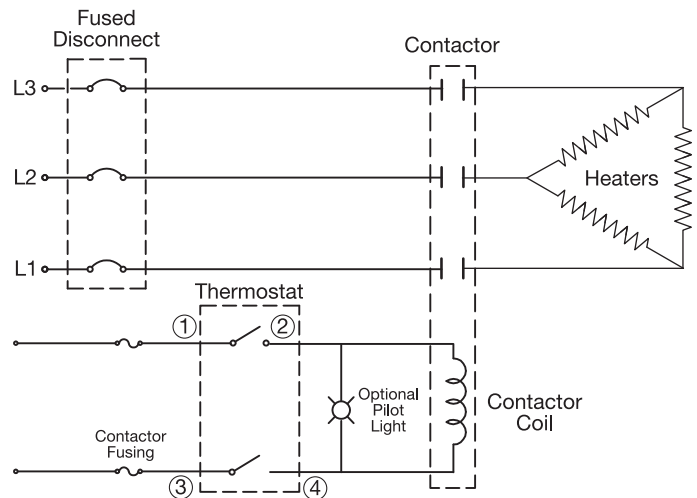 Fused
Disconnect
Contactor
L3
L2
Heaters
L1
Thermostat
① ②
Optional
Pilot
Light
Contactor
Coil
Contactor
Fusing
③ ④